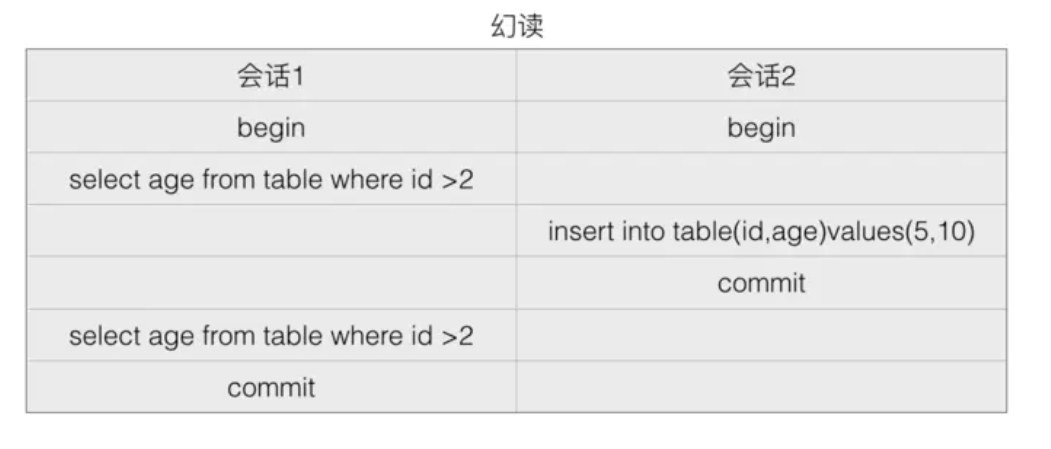 幻读
会话1 会话2
begin begin
select age from table where id >2
insert into table(id,age)values(5,10)
commit
select age from table where id >2
commit